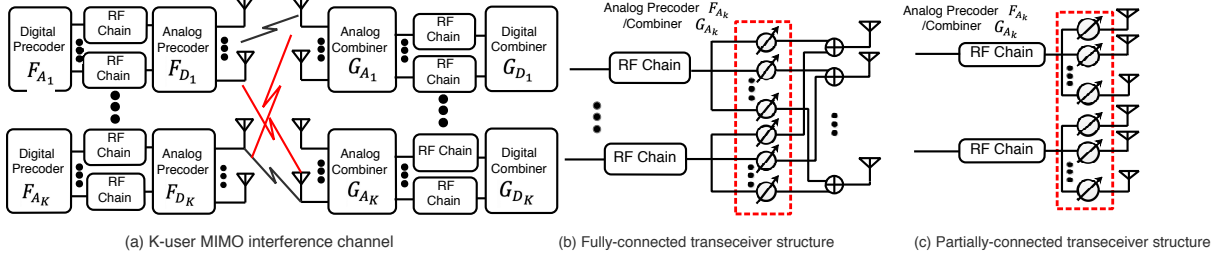 Digital
Precoder
F_{A_1}
RF
Chain
RF
Chain
Analog
Precoder
F_{D_1}
Analog
Combiner
G_{A_1}
RF
Chain
RF
Chain
Digital
Combiner
G_{D_1}
Digital
Precoder
F_{A_K}
RF
Chain
RF
Chain
Analog
Precoder
F_{D_K}
Analog
Combiner
G_{A_K}
RF Chain
RF
Chain
Digital
Combiner
G_{D_K}
(a) K-user MIMO interference channel
Analog Precoder F_{A_k}
/Combiner G_{A_k}
RF Chain
RF Chain
(b) Fully-connected transeceiver structure
Analog Precoder F_{A_k}
/Combiner G_{A_k}
RF Chain
RF Chain
(c) Partially-connected transeceiver structure